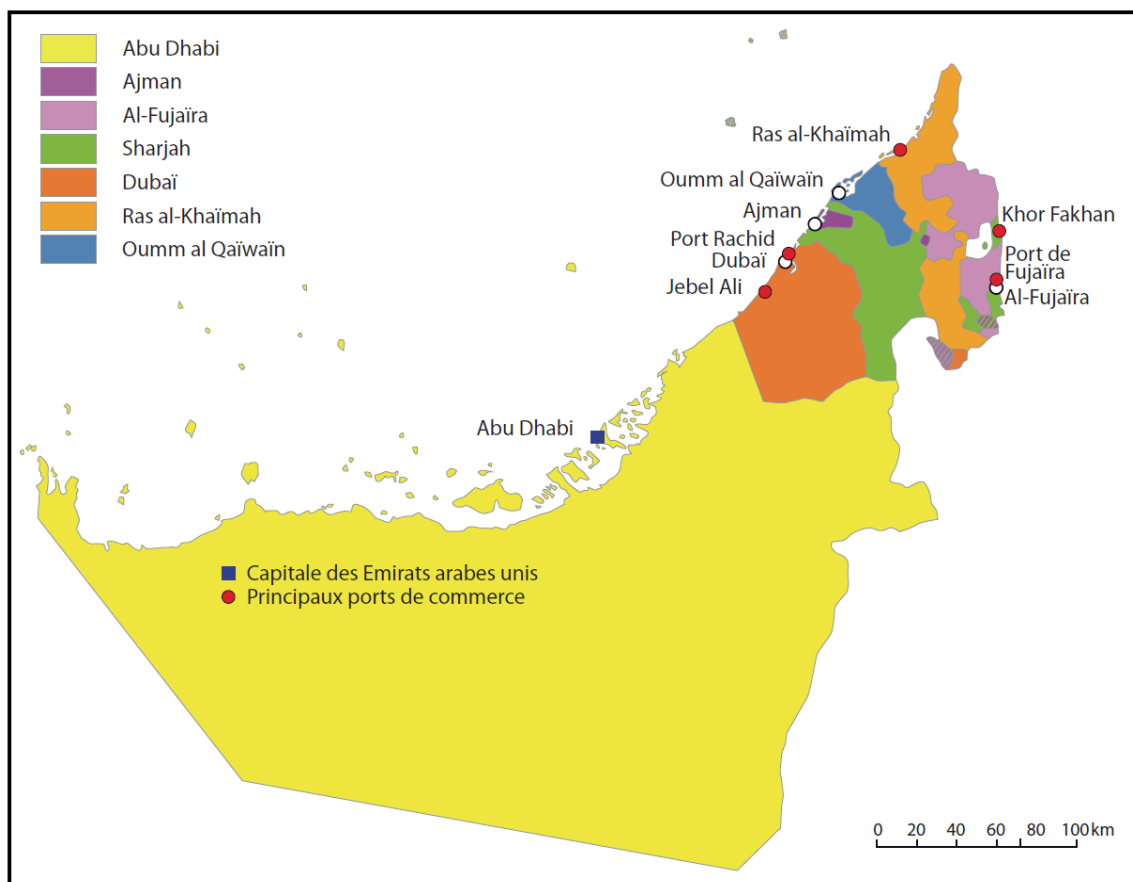 Abu Dhabi
Ajman
Al-Fujaïra
Sharjah
Dubaï
Ras al-Khaïmah
Oumm al Qaïwaïn
Ras al-Khaïmah
Oumm al Qaïwaïn
Ajman
Port Rachid
Dubaï
Jebel Ali
Khor Fakhan
Port de
Fujaïra
Al-Fujaïra
Abu Dhabi
Capitale des Emirats arabes unis
Principaux ports de commerce
0 20 40 60 100 km